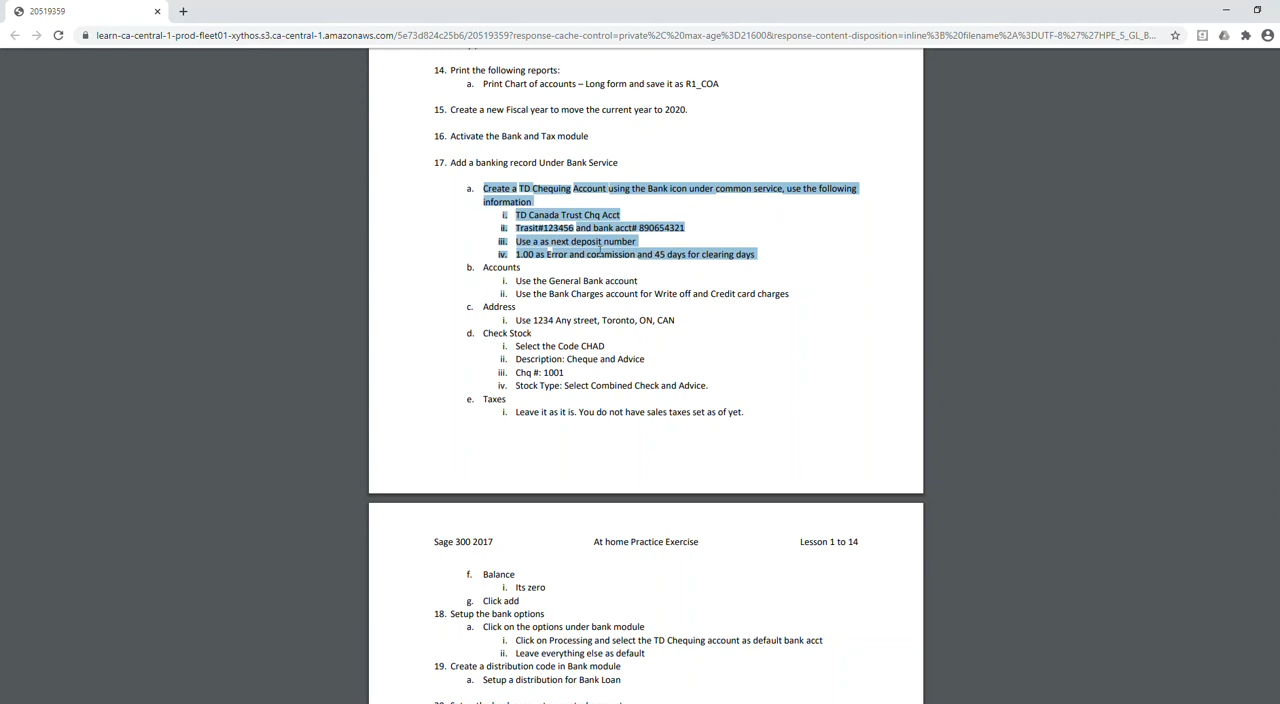 20519359
learn-ca-central-1-prod-fleet01-xythos.s3.ca-central-1.amazonaws.com/5e73d824c25b6/20519359?response-cache-control=private%2C%20max-age%3D21600&response-content-disposition=inline%3B%20filename%2A%3DUTF-8%27%27HPE_5_GL_B...
14. Print the following reports:
a. Print Chart of accounts – Long form and save it as R1_COA
15. Create a new Fiscal year to move the current year to 2020.
16. Activate the Bank and Tax module
17. Add a banking record Under Bank Service
a. Create a TD Chequing Account using the Bank icon under common service, use the following
information
i. TD Canada Trust Chq Acct
ii. Trasit#123456 and bank acct# 890654321
iii. Use a as next deposit number
iv. 1.00 as Error and commission and 45 days for clearing days
b. Accounts
i. Use the General Bank account
ii. Use the Bank Charges account for Write off and Credit card charges
c. Address
i. Use 1234 Any street, Toronto, ON, CAN
d. Check Stock
i. Select the Code CHAD
ii. Description: Cheque and Advice
iii. Chq #: 1001
iv. Stock Type: Select Combined Check and Advice.
e. Taxes
i. Leave it as it is. You do not have sales taxes set as of yet.
Sage 300 2017 At home Practice Exercise Lesson 1 to 14
f. Balance
i. Its zero
g. Click add
18. Setup the bank options
a. Click on the options under bank module
i. Click on Processing and select the TD Chequing account as default bank acct
ii. Leave everything else as default
19. Create a distribution code in Bank module
a. Setup a distribution for Bank Loan